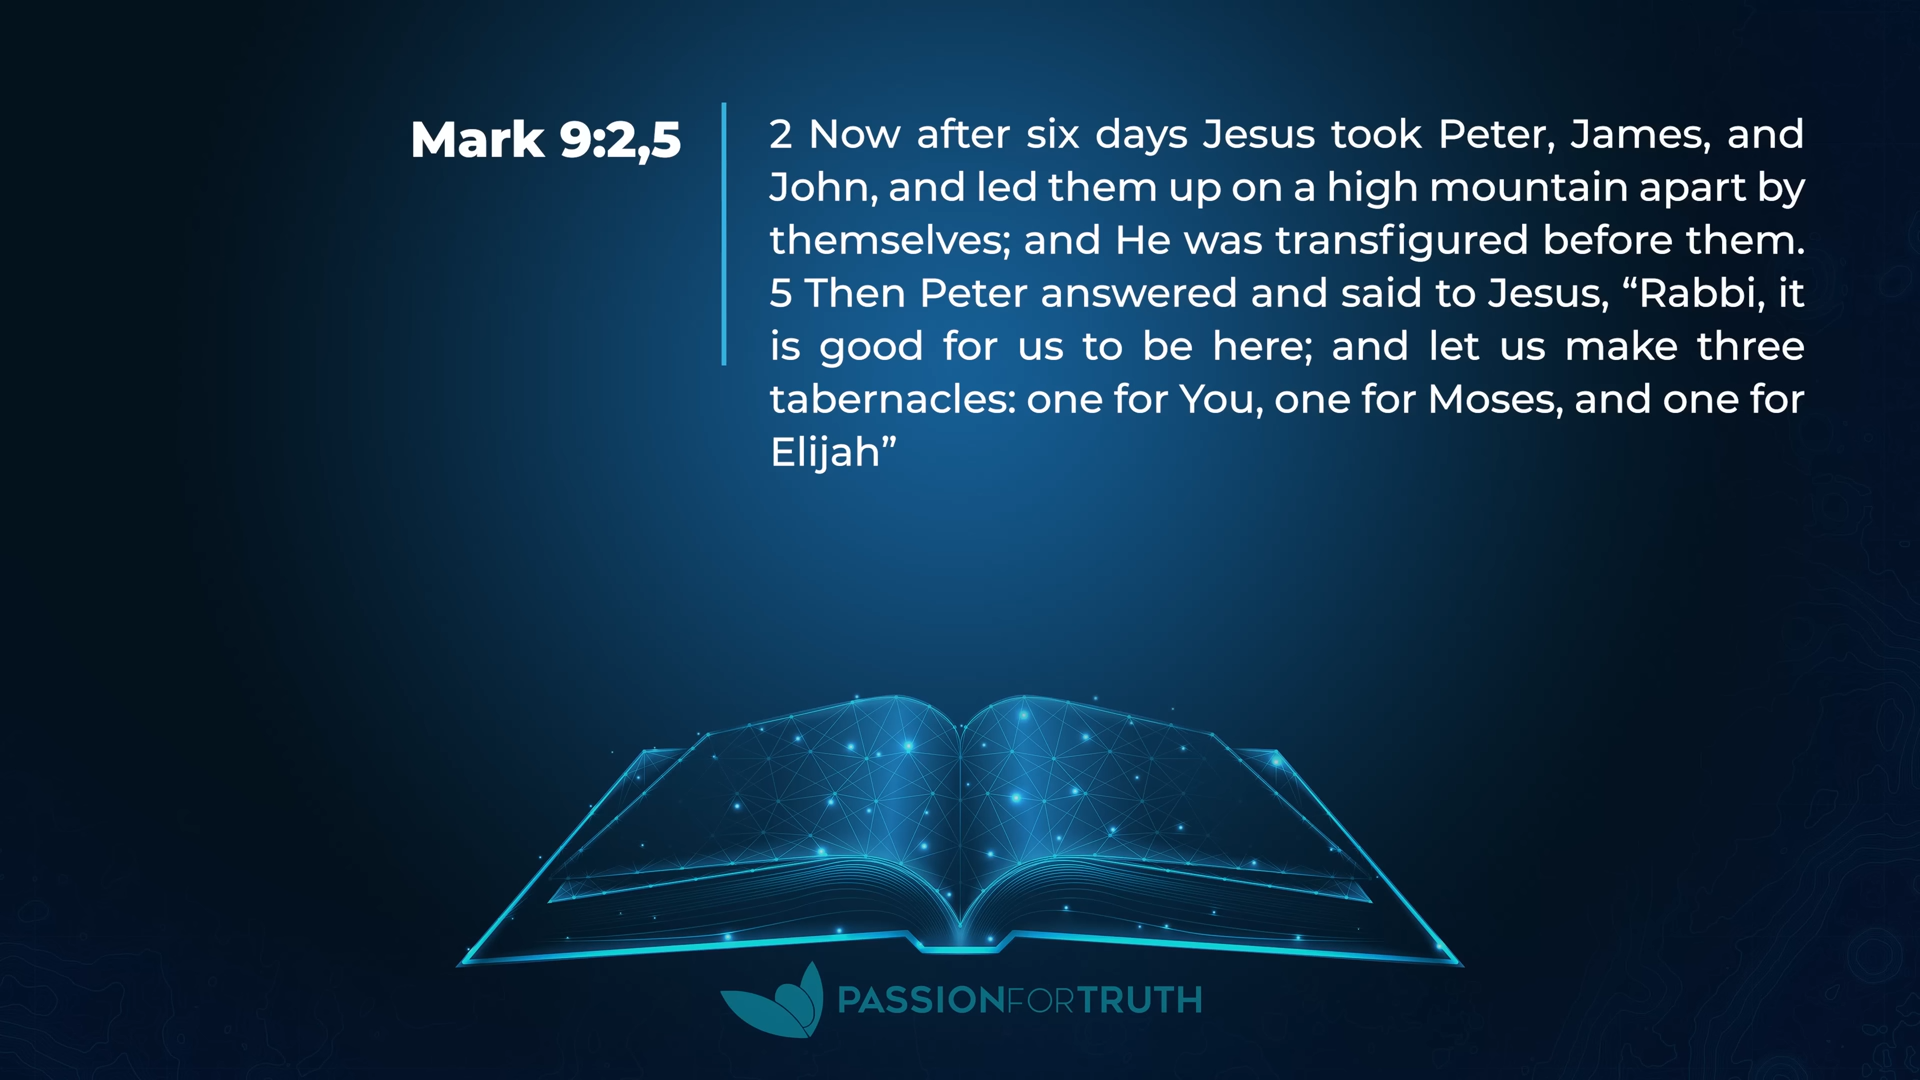 Mark 9:2,5
2 Now after six days Jesus took Peter, James, and
John, and led them up on a high mountain apart by
themselves; and He was transfigured before them.
5 Then Peter answered and said to Jesus, “Rabbi, it
is good for us to be here; and let us make three
tabernacles: one for You, one for Moses, and one for
Elijah”
PASSIONFORTRUTH